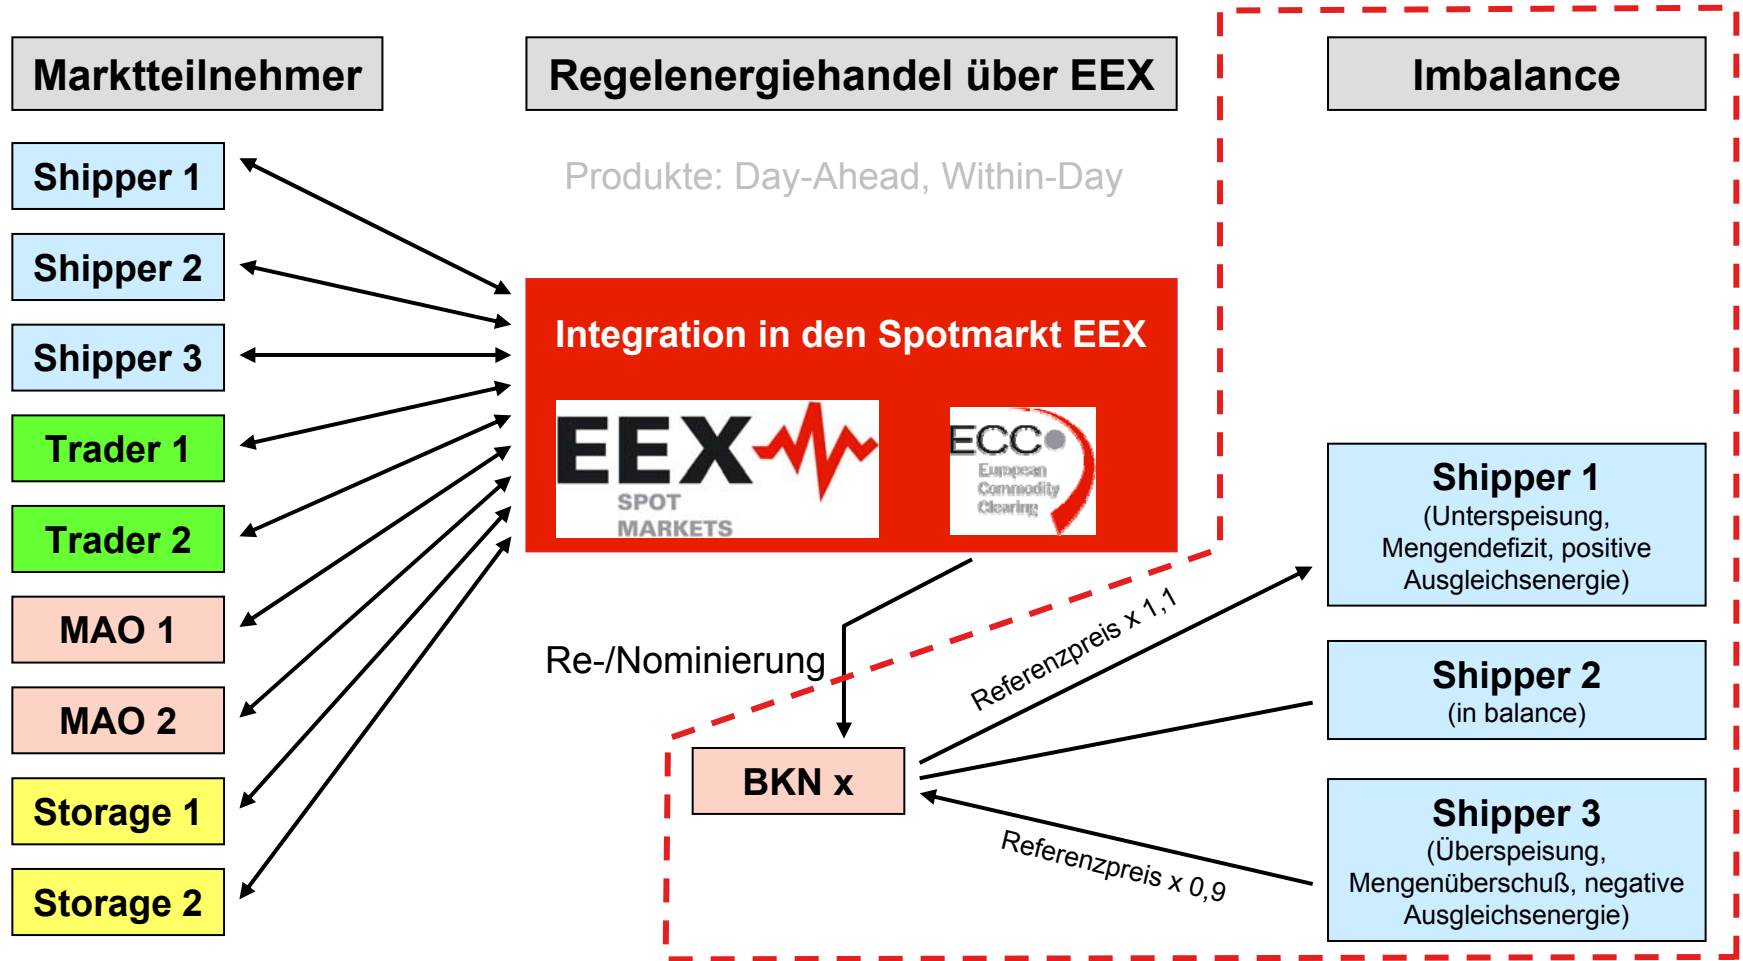 Marktteilnehmer
Regelenergiehandel über EEX
Imbalance
Produkte: Day-Ahead, Within-Day
Shipper 1
Shipper 2
Shipper 3
Trader 1
Trader 2
MAO 1
MAO 2
Storage 1
Storage 2
Integration in den Spotmarkt EEX
EEX
SPOT
MARKETS
ECC
European
Commodity
Clearing
Re-/Nominierung
BKN x
Referenzpreis x 1,1
Referenzpreis x 0,9
Shipper 1
(Unterspeisung,
Mengendefizit, positive
Ausgleichsenergie)
Shipper 2
(in balance)
Shipper 3
(Überspeisung,
Mengenüberschuß, negative
Ausgleichsenergie)